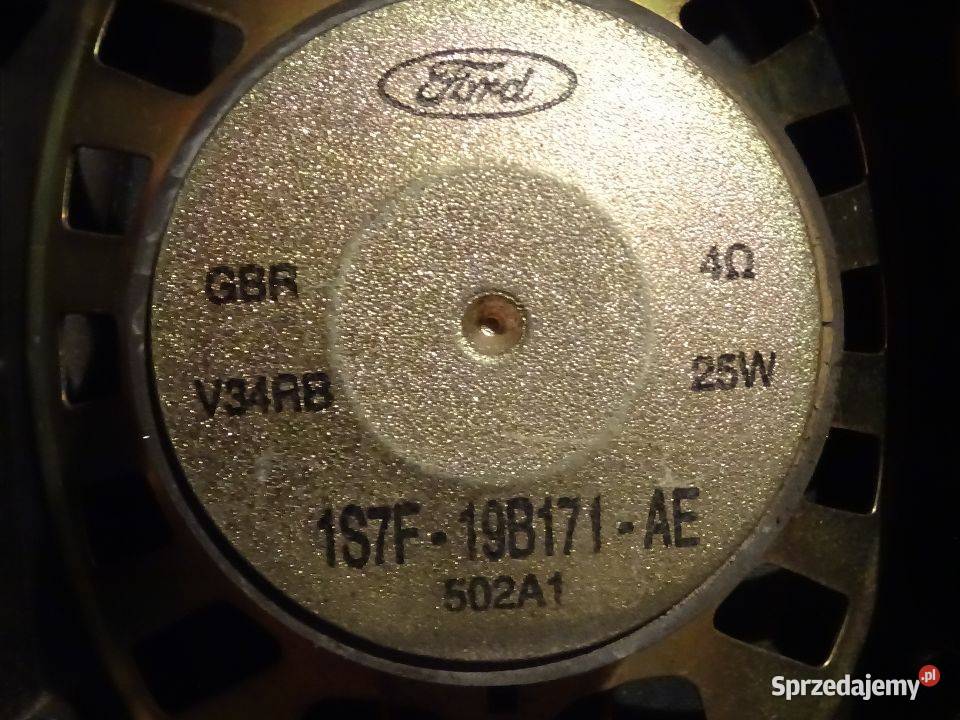 Ford
GBR
4Ω
V34RB
25W
1S7F-19B171-AE
502A1
Sprzedajemy.pl